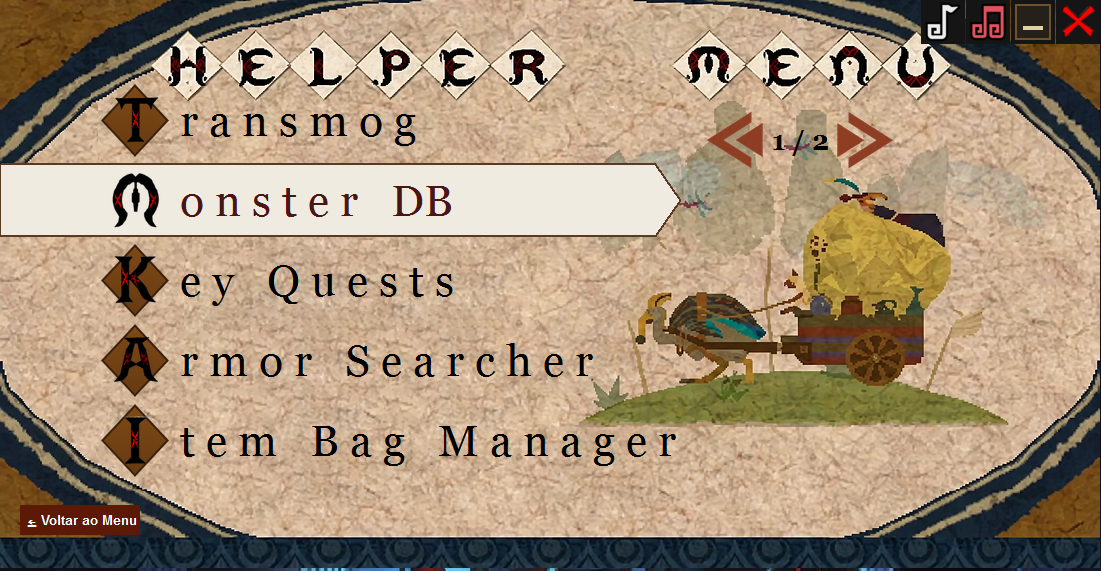 HELPER MENU
Transmog
1/2
Monster DB
Key Quests
Armor Searcher
Item Bag Manager
Voltar ao Menu